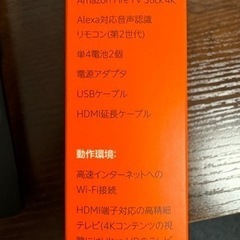 Amazon Fire TV Stick 4K
Alexa対応音声認識
リモコン(第2世代)
単4電池2個
電源アダプタ
USBケーブル
HDMI延長ケーブル
動作環境:
高速インターネットへの
Wi-Fi接続
HDMI端子対応の高精細
テレビ(4Kコンテンツの視